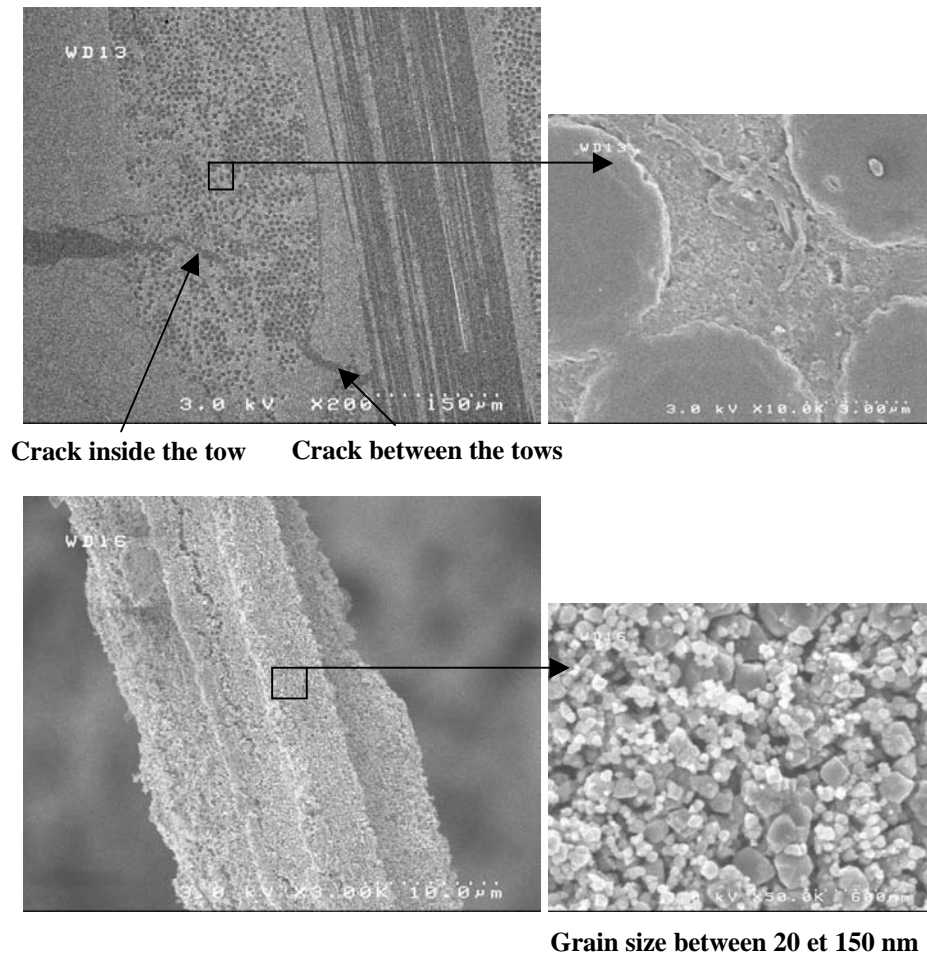 WD13
WD13
3.0 kV X200 150µm
3.0 kV X10.0K 3.00µm
Crack inside the tow
Crack between the tows
WD16
WD16
3.0 kV X3.00K 10.0µm
kV X50.0K 600nm
Grain size between 20 et 150 nm